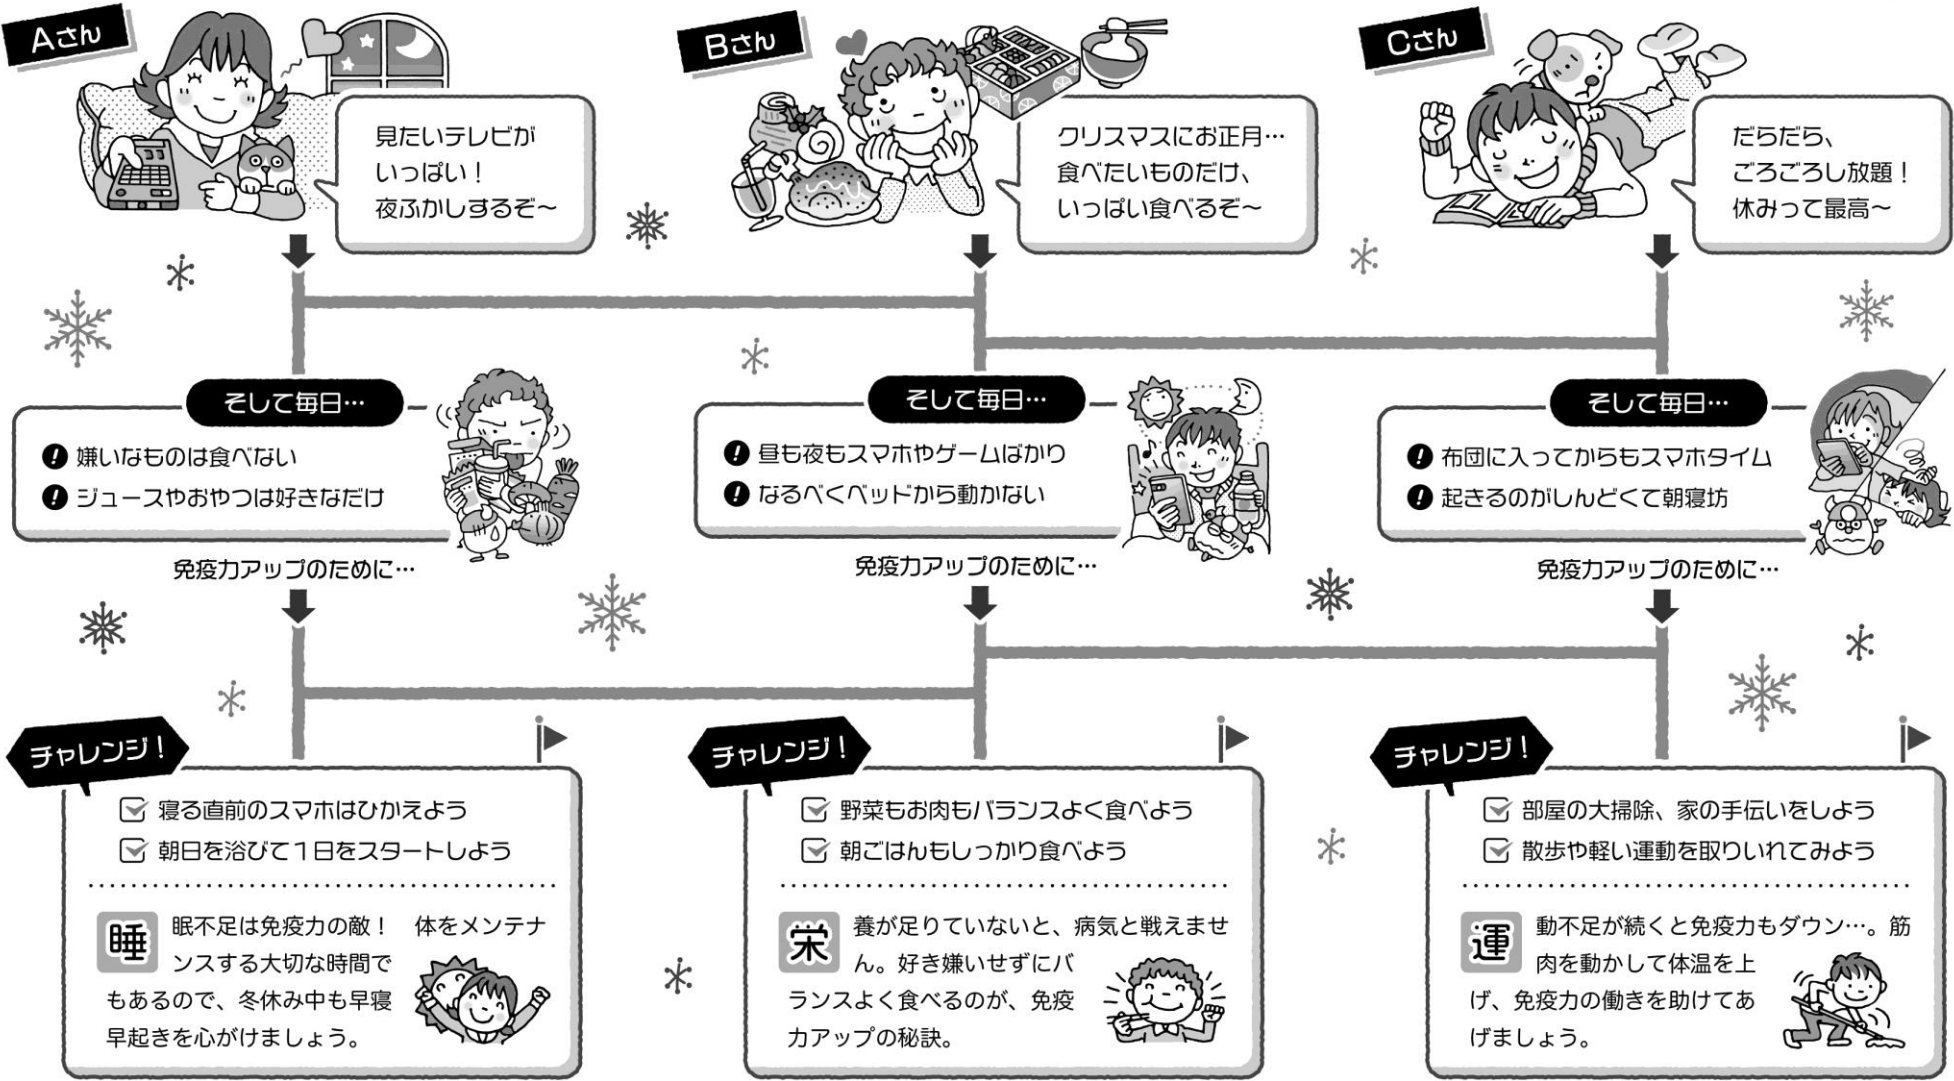 Aさん
見たいテレビが
いっぱい！
夜ふかしするぞ～
Bさん
クリスマスにお正月…
食べたいものだけ、
いっぱい食べるぞ～
Cさん
だらだら、
ごろごろし放題！
休みって最高～
そして毎日…
嫌いなものは食べない
ジュースやおやつは好きなだけ
免疫力アップのために…
そして毎日…
昼も夜もスマホやゲームばかり
なるべくベッドから動かない
免疫力アップのために…
そして毎日…
布団に入ってからもスマホタイム
起きるのがしんどくて朝寝坊
免疫力アップのために…
チャレンジ！
寝る直前のスマホはひかえよう
朝日を浴びて１日をスタートしよう
睡眠不足は免疫力の敵！　体をメンテナ
ンスする大切な時間で
もあるので、冬休み中も早寝
早起きを心がけましょう。
チャレンジ！
野菜もお肉もバランスよく食べよう
朝ごはんもしっかり食べよう
栄養が足りていないと、病気と戦えませ
ん。好き嫌いせずにバ
ランスよく食べるのが、免疫
力アップの秘訣。
チャレンジ！
部屋の大掃除、家の手伝いをしよう
散歩や軽い運動を取りいれてみよう
運動不足が続くと免疫力もダウン…。筋
肉を動かして体温を上
げ、免疫力の働きを助けてあ
げましょう。